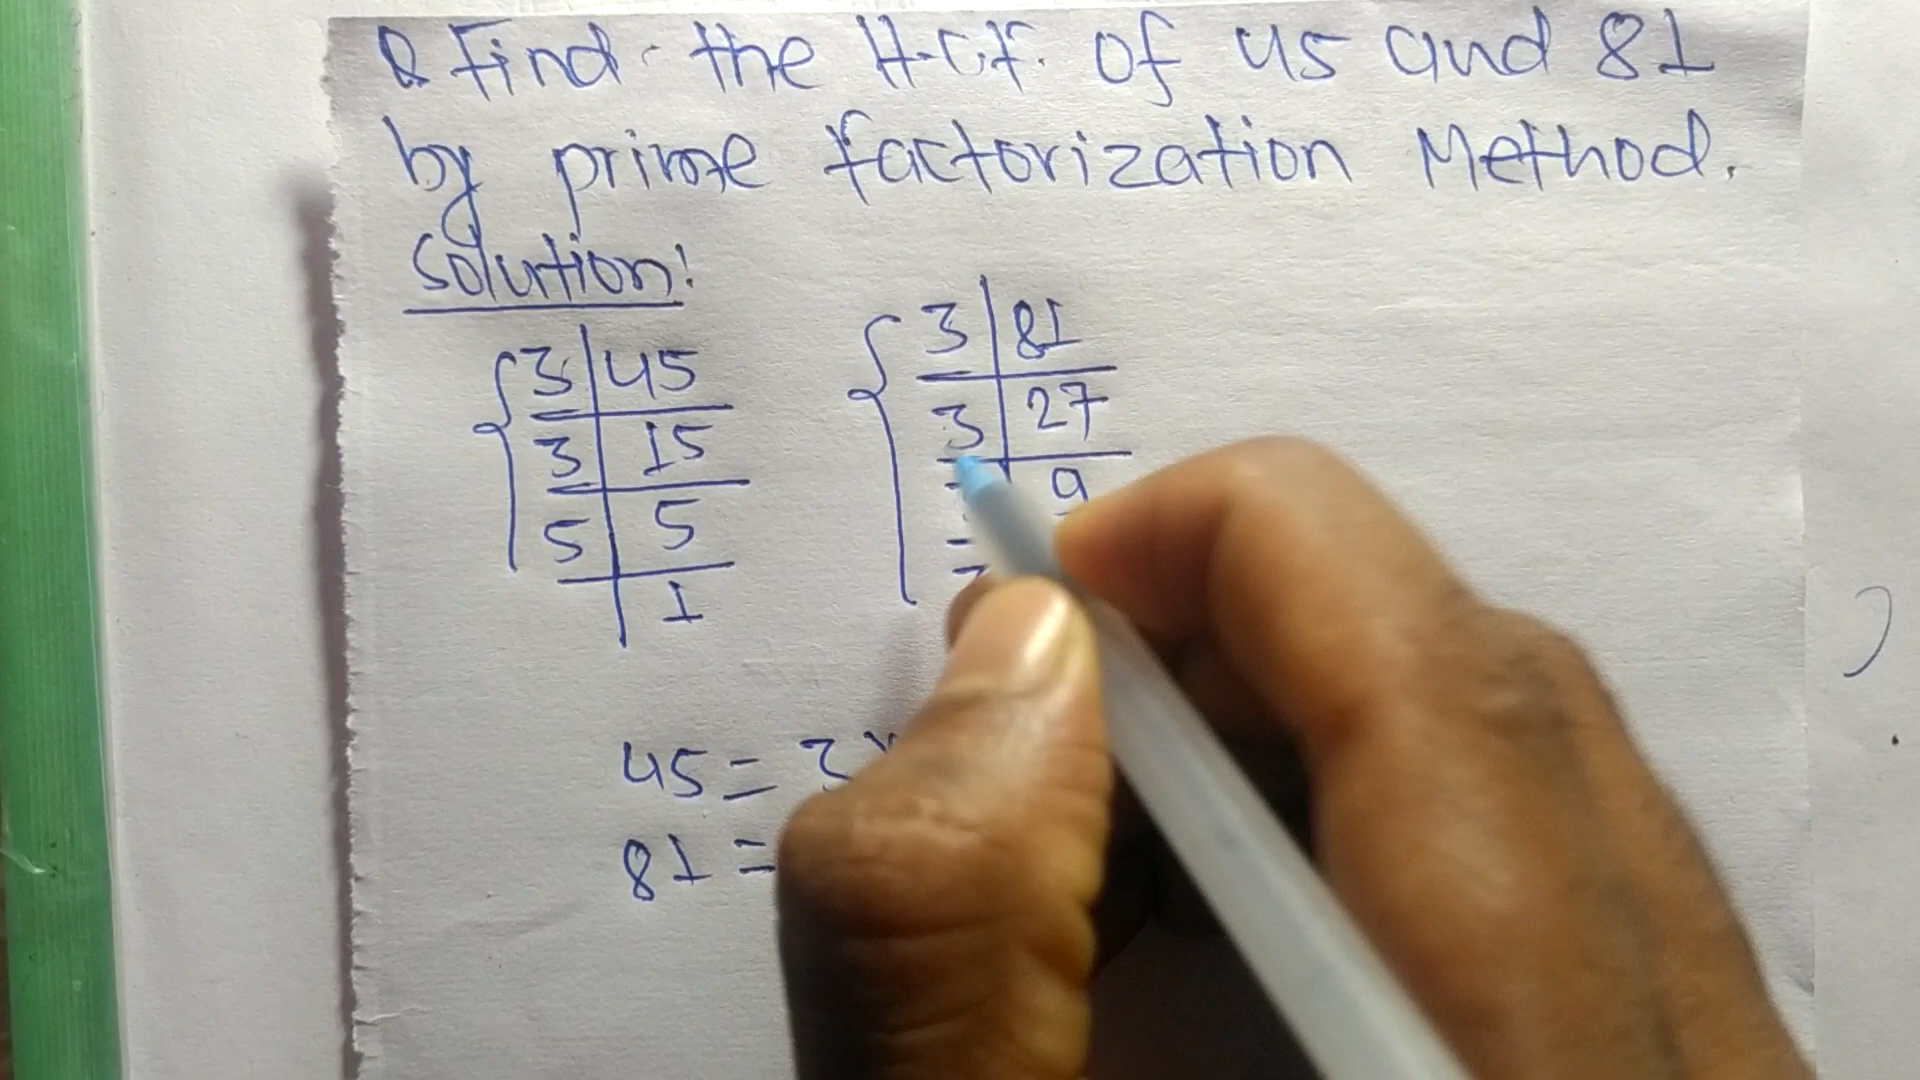 Q Find the H.C.F. of 45 and 81
by prime factorization Method.
Solution:
3 | 45
3 | 15
5 | 5
1
3 | 81
3 | 27
9
45 = 3 ×
81 =